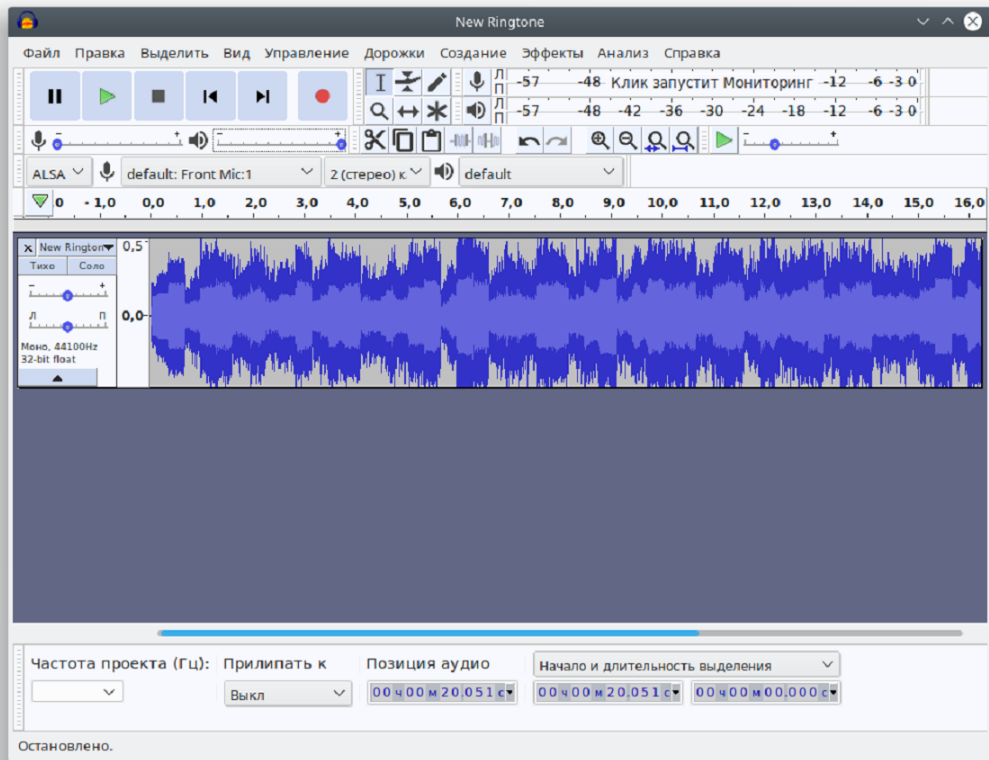 New Ringtone
Файл Правка Выделить Вид Управление Дорожки Создание Эффекты Анализ Справка
Л П -57 -48 Клик запустит Мониторинг -12 -6 -3 0
Л П -57 -48 -42 -36 -30 -24 -18 -12 -6 -3 0
- + - + - +
ALSA default: Front Mic:1 2 (стерео) к default
0 - 1,0 0,0 1,0 2,0 3,0 4,0 5,0 6,0 7,0 8,0 9,0 10,0 11,0 12,0 13,0 14,0 15,0 16,0
x New Rington 0,5
Тихо Соло
- +
Л П 0,0
Моно, 44100Hz
32-bit float
Частота проекта (Гц): Прилипать к Позиция аудио Начало и длительность выделения
Выкл 00 ч 00 м 20.051 с 00 ч 00 м 20.051 с 00 ч 00 м 00.000 с
Остановлено.